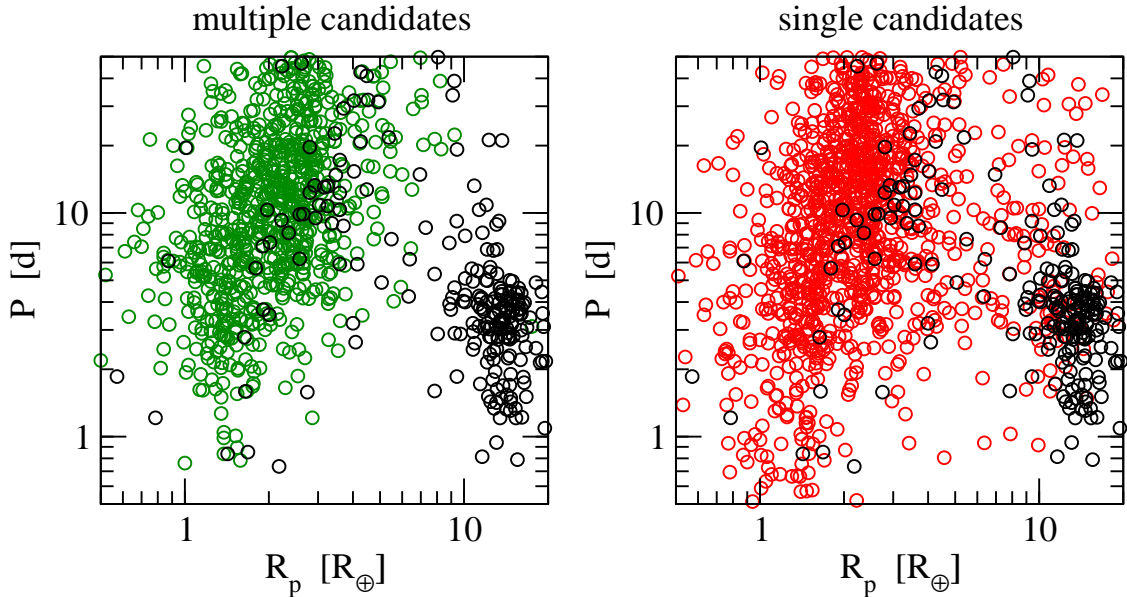 multiple candidates
single candidates
10
1
P [d]
1
10
R_p [R_⊕]
10
1
P [d]
1
10
R_p [R_⊕]